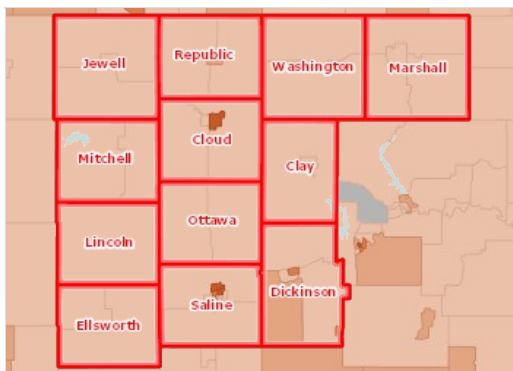 Jewell
Republic
Washington
Marshall
Mitchell
Cloud
Clay
Lincoln
Ottawa
Ellsworth
Saline
Dickinson